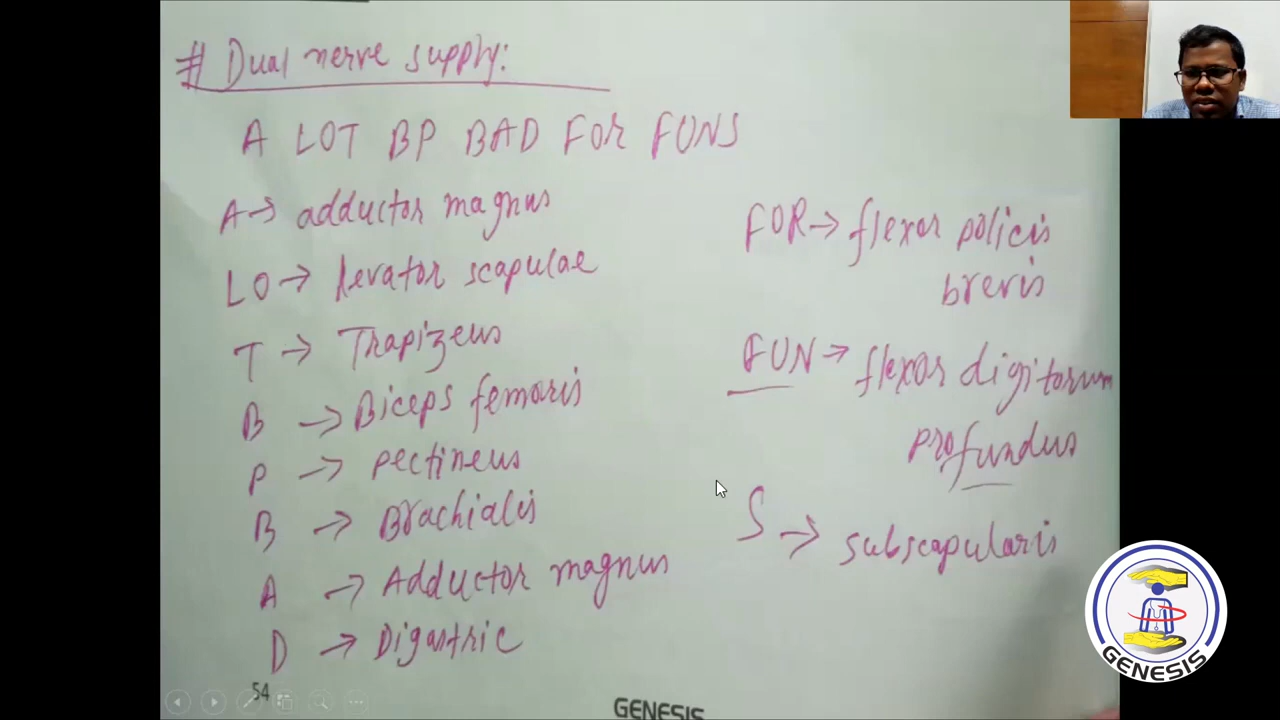 # Dual nerve supply:
A LOT BP BAD FOR FUNS
A→ adductor magnus
LO→ levator scapulae
T → Trapizeus
B → Biceps femoris
P → pectineus
B → Brachialis
A → Adductor magnus
D → Digastric
FOR→ flexor policis
brevis
FUN→ flexor digitorum
profundus
S → subscapularis
54
GENESIS
GENESIS